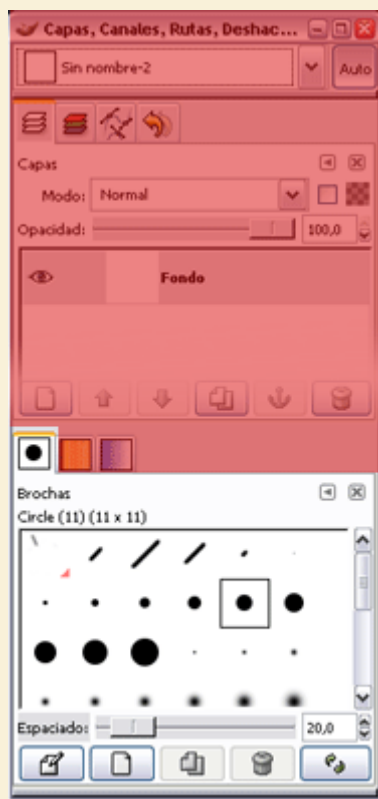 Capas, Canales, Rutas, Deshac...
Sin nombre-2
Auto
Capas
Modo: Normal
Opacidad: 100,0
Fondo
Brochas
Circle (11) (11 x 11)
Espaciado: 20,0